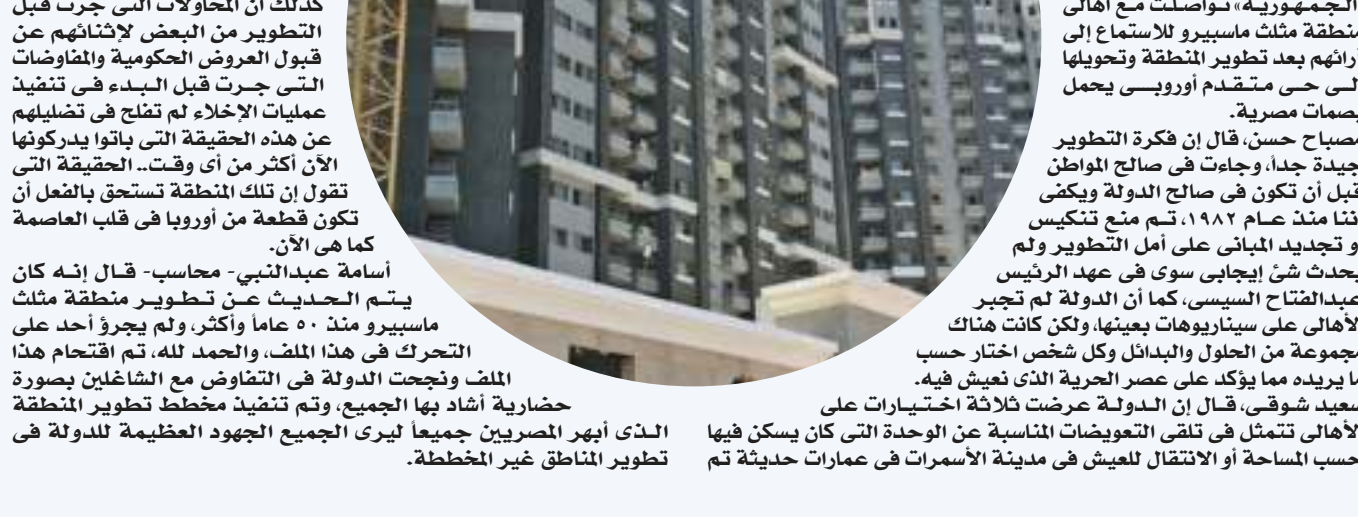 الجمهورية» تواصلت مع أهالى
منطقة مثلث ماسبيرو للاستماع إلى
آرائهم بعد تطوير المنطقة وتحويلها
إلى حى متقدم أوروبى يحمل
بصمات مصرية.
مصباح حسن، قال إن فكرة التطوير
جيدة جداً، وجاءت فى صالح المواطن
قبل أن تكون فى صالح الدولة ويكفى
أننا منذ عام ١٩٨٢، تم منع تنكيس
أو تجديد المبانى على أمل التطوير ولم
يحدث شئ إيجابى سوى فى عهد الرئيس
عبدالفتاح السيسى، كما أن الدولة لم تجبر
الأهالى على سيناريوهات بعينها، ولكن كانت هناك
مجموعة من الحلول والبدائل وكل شخص اختار حسب
ما يريده مما يؤكد على عصر الحرية الذى نعيش فيه.
سعيد شوقى، قال إن الدولة عرضت ثلاثة اختيارات على
الأهالى تتمثل فى تلقى التعويضات المناسبة عن الوحدة التى كان يسكن فيها
حسب المساحة أو الانتقال للعيش فى مدينة الأسمرات فى عمارات حديثة تم
كذلك أن المحاولات التى جرت قبل
التطوير من البعض لإثنائهم عن
قبول العروض الحكومية والمفاوضات
التى جرت قبل البدء فى تنفيذ
عمليات الإخلاء لم تفلح فى تضليلهم
عن هذه الحقيقة التى باتوا يدركونها
الآن أكثر من أى وقت.. الحقيقة التى
تقول إن تلك المنطقة تستحق بالفعل أن
تكون قطعة من أوروبا فى قلب العاصمة
كما هى الآن.
أسامة عبدالنبي- محاسب- قال إنه كان
يتم الحديث عن تطوير منطقة مثلث
ماسبيرو منذ ٥٠ عاماً وأكثر، ولم يجرؤ أحد على
التحرك فى هذا الملف، والحمد لله، تم اقتحام هذا
الملف ونجحت الدولة فى التفاوض مع الشاغلين بصورة
حضارية أشاد بها الجميع، وتم تنفيذ مخطط تطوير المنطقة
الذى أبهر المصريين جميعاً ليرى الجميع الجهود العظيمة للدولة فى
تطوير المناطق غير المخططة.